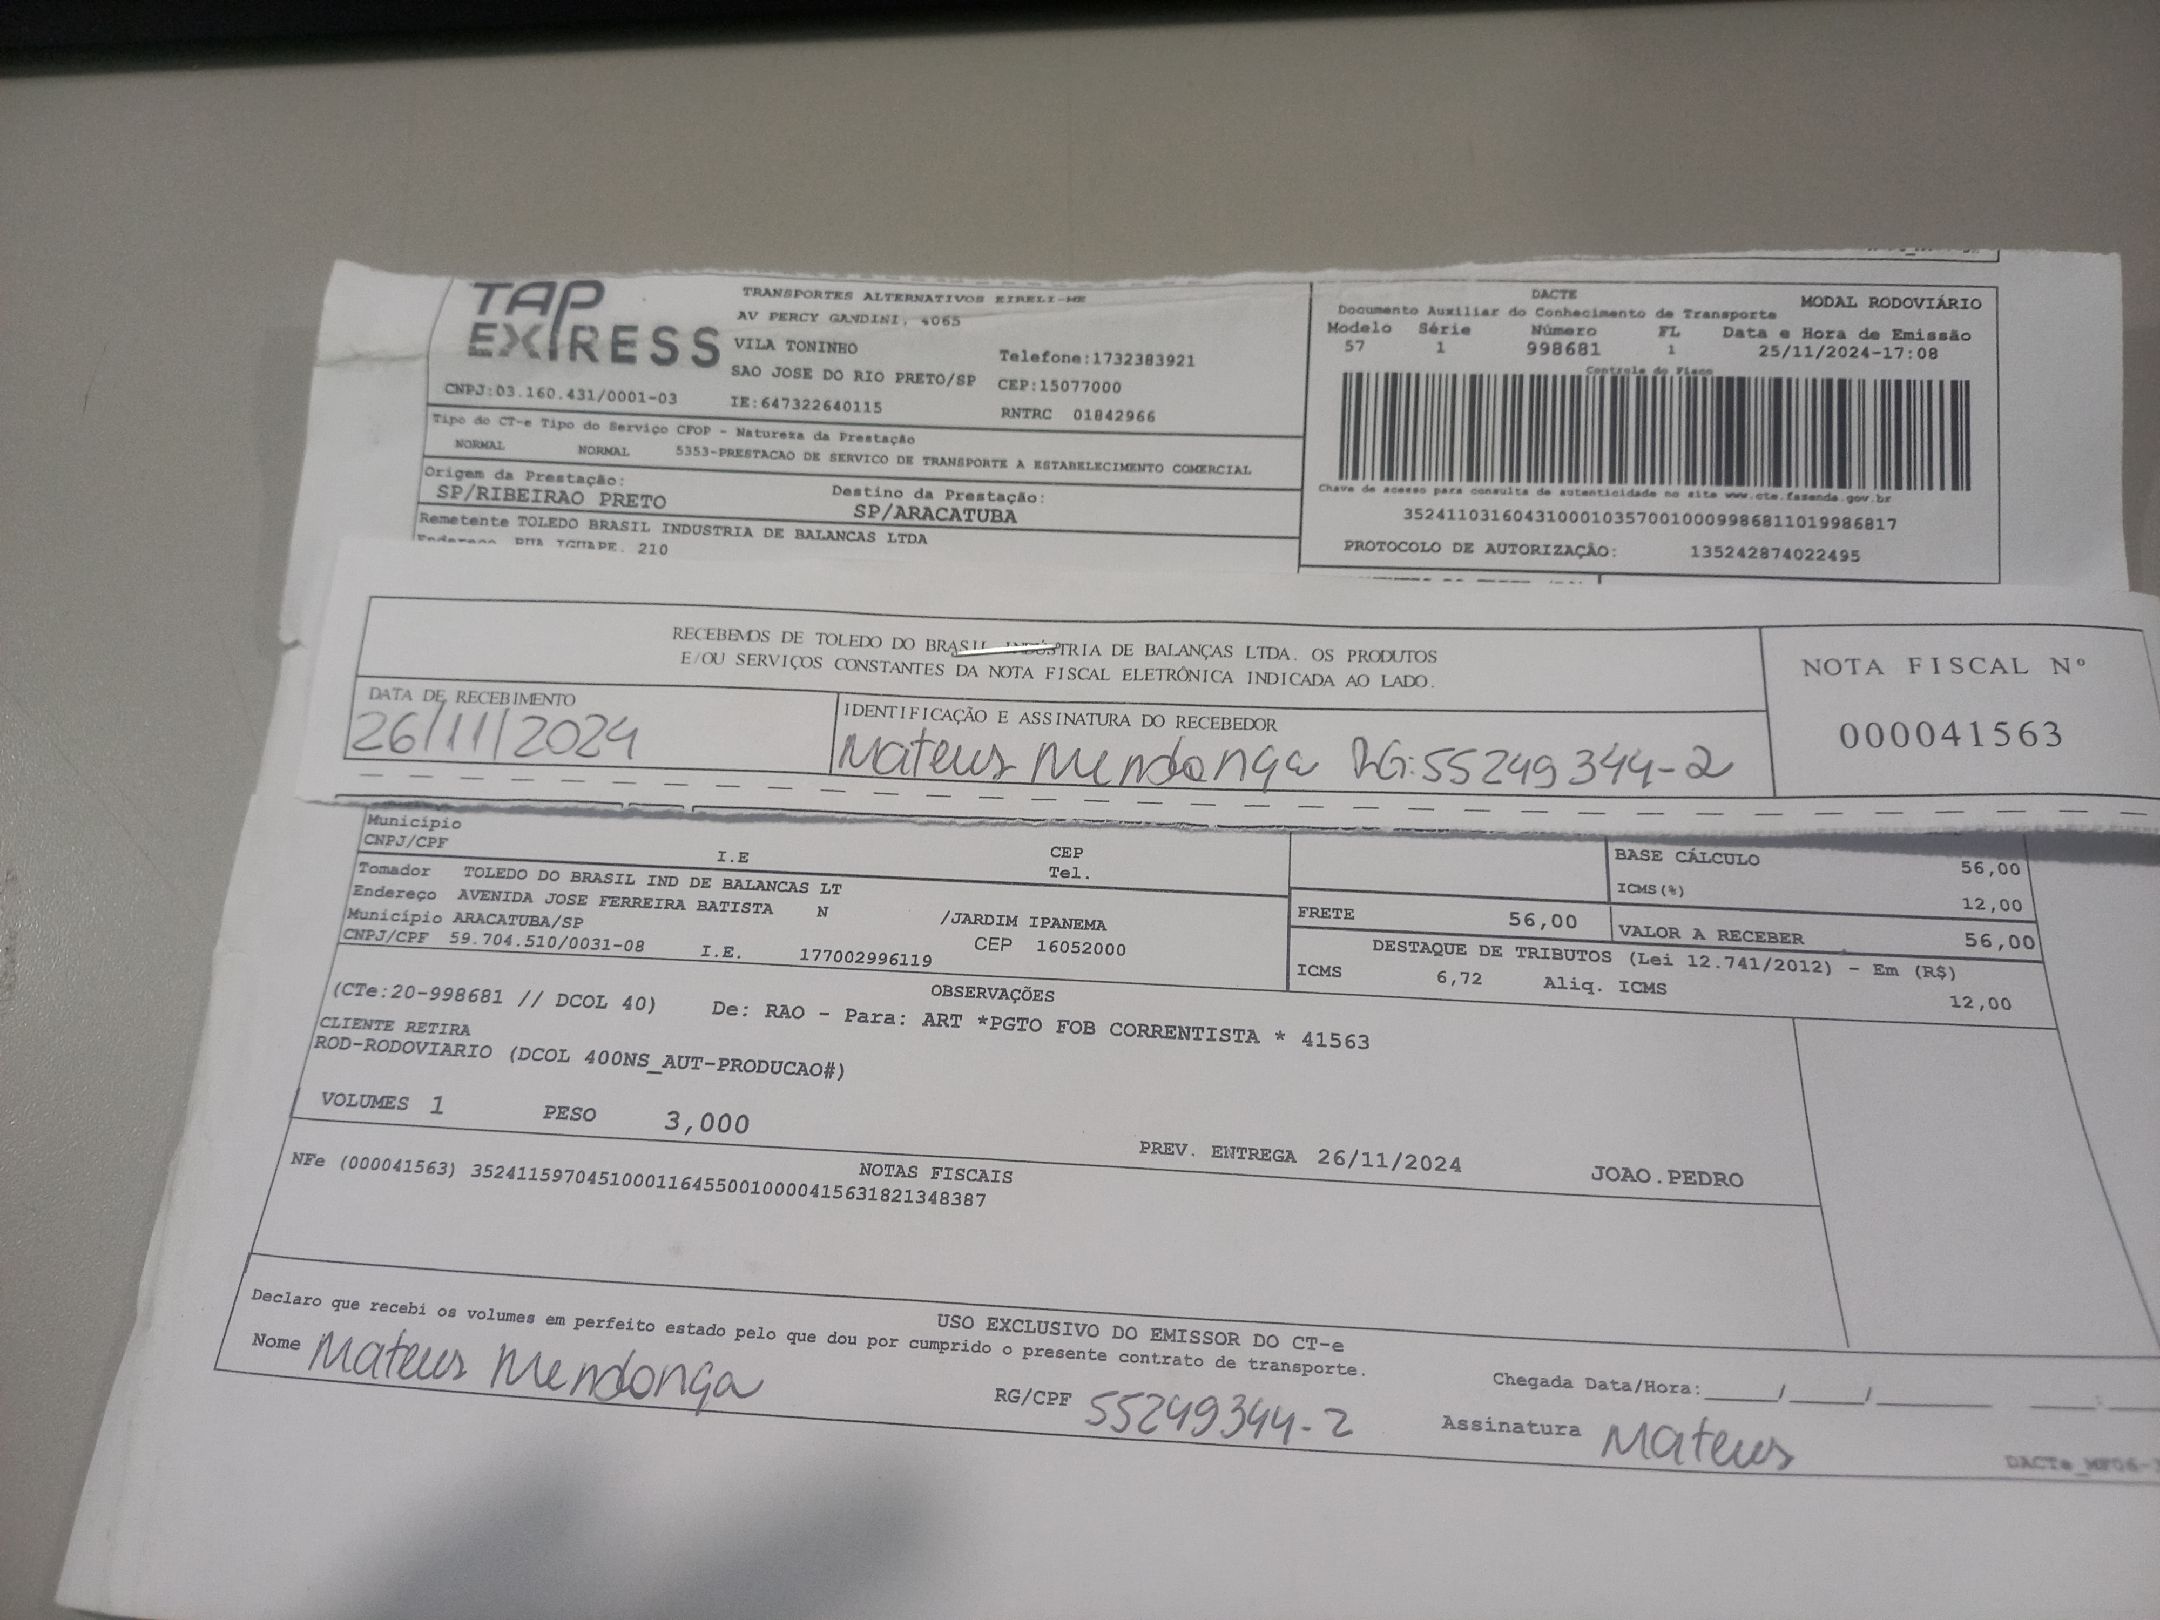 TAP EXPRESS
TRANSPORTES ALTERNATIVOS EIRELI-ME
AV PERCY GANDINI, 4065
VILA TONINHO
Telefone:1732383921
SAO JOSE DO RIO PRETO/SP CEP:15077000
CNPJ:03.160.431/0001-03 IE:647322640115 RNTRC 01842966
DACTE
MODAL RODOVIÁRIO
Documento Auxiliar do Conhecimento de Transporte
Modelo Série Número FL Data e Hora de Emissão
57 1 998681 1 25/11/2024-17:08
Controle do Fisco
Chave de acesso para consulta de autenticidade no site www.cte.fazenda.gov.br
35241103160431000103570010009986811019986817
PROTOCOLO DE AUTORIZAÇÃO: 135242874022495
Tipo do CT-e Tipo do Serviço CFOP - Natureza da Prestação
NORMAL NORMAL 5353-PRESTACAO DE SERVICO DE TRANSPORTE A ESTABELECIMENTO COMERCIAL
Origem da Prestação: Destino da Prestação:
SP/RIBEIRAO PRETO SP/ARACATUBA
Remetente TOLEDO BRASIL INDUSTRIA DE BALANCAS LTDA
Endereço RUA IGUAPE, 210
RECEBEMOS DE TOLEDO DO BRASIL INDÚSTRIA DE BALANÇAS LTDA. OS PRODUTOS
E/OU SERVIÇOS CONSTANTES DA NOTA FISCAL ELETRÔNICA INDICADA AO LADO.
NOTA FISCAL Nº
000041563
DATA DE RECEBIMENTO
26/11/2024
IDENTIFICAÇÃO E ASSINATURA DO RECEBEDOR
Mateus Mendonça RG:55249344-2
Município
CNPJ/CPF I.E CEP
Tel.
Tomador TOLEDO DO BRASIL IND DE BALANCAS LT
Endereço AVENIDA JOSE FERREIRA BATISTA N /JARDIM IPANEMA
Município ARACATUBA/SP CEP 16052000
CNPJ/CPF 59.704.510/0031-08 I.E. 177002996119
BASE CÁLCULO 56,00
ICMS(%) 12,00
FRETE 56,00 VALOR A RECEBER 56,00
DESTAQUE DE TRIBUTOS (Lei 12.741/2012) - Em (R$)
ICMS 6,72 Aliq. ICMS 12,00
OBSERVAÇÕES
(CTe:20-998681 // DCOL 40) De: RAO - Para: ART *PGTO FOB CORRENTISTA * 41563
CLIENTE RETIRA
ROD-RODOVIARIO (DCOL 400NS_AUT-PRODUCAO#)
VOLUMES 1 PESO 3,000 PREV. ENTREGA 26/11/2024 JOAO.PEDRO
NOTAS FISCAIS
NFe (000041563) 35241159704510001164550010000415631821348387
USO EXCLUSIVO DO EMISSOR DO CT-e
Declaro que recebi os volumes em perfeito estado pelo que dou por cumprido o presente contrato de transporte.
Nome Mateus Mendonça RG/CPF 55249344-2
Chegada Data/Hora:_____/_____/_____ ___:___
Assinatura Mateus